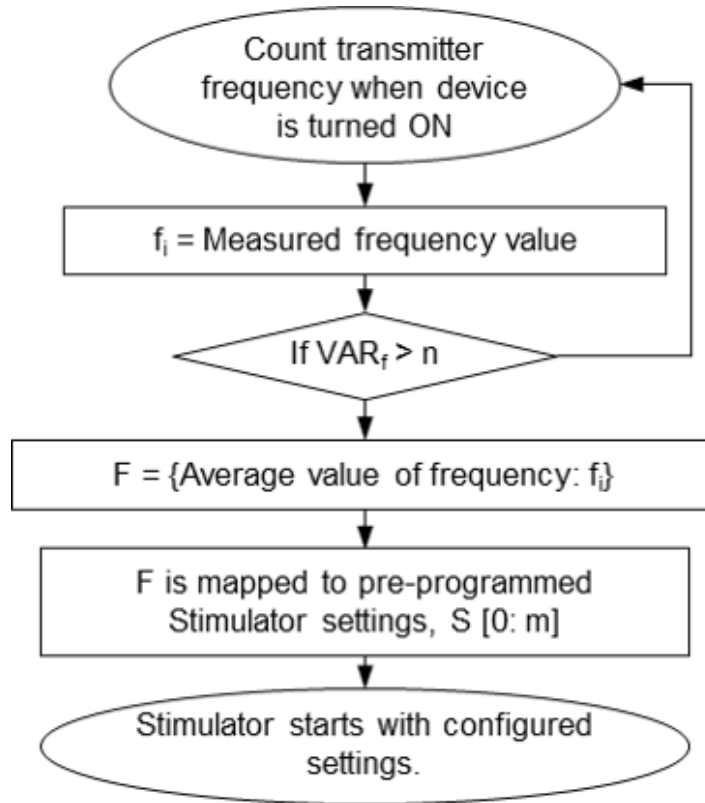 Count transmitter
frequency when device
is turned ON
fᵢ = Measured frequency value
If VAR𝒻 > n
F = {Average value of frequency: fᵢ}
F is mapped to pre-programmed
Stimulator settings, S [0: m]
Stimulator starts with configured
settings.